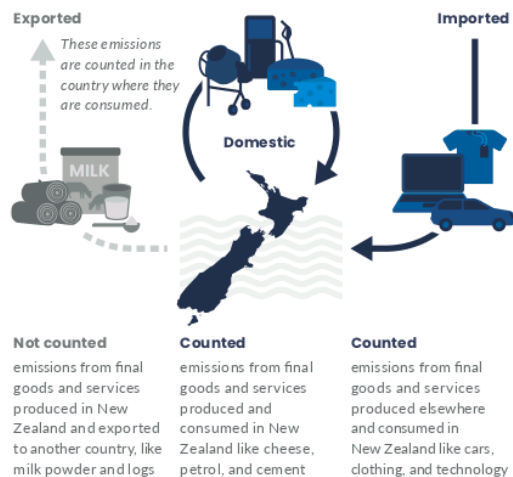 Exported
These emissions
are counted in the
country where they
are consumed.
MILK
Domestic
Imported
Not counted
emissions from final
goods and services
produced in New
Zealand and exported
to another country, like
milk powder and logs
Counted
emissions from final
goods and services
produced and
consumed in New
Zealand like cheese,
petrol, and cement
Counted
emissions from final
goods and services
produced elsewhere
and consumed in
New Zealand like cars,
clothing, and technology